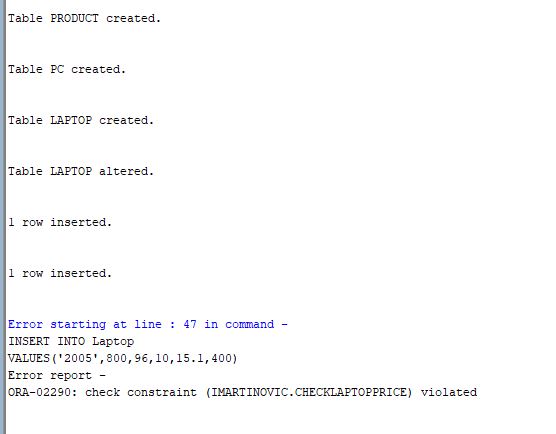 Table PRODUCT created.
Table PC created.
Table LAPTOP created.
Table LAPTOP altered.
1 row inserted.
1 row inserted.
Error starting at line : 47 in command -
INSERT INTO Laptop
VALUES('2005',800,96,10,15.1,400)
Error report -
ORA-02290: check constraint (IMARTINOVIC.CHECKLAPTOPPRICE) violated